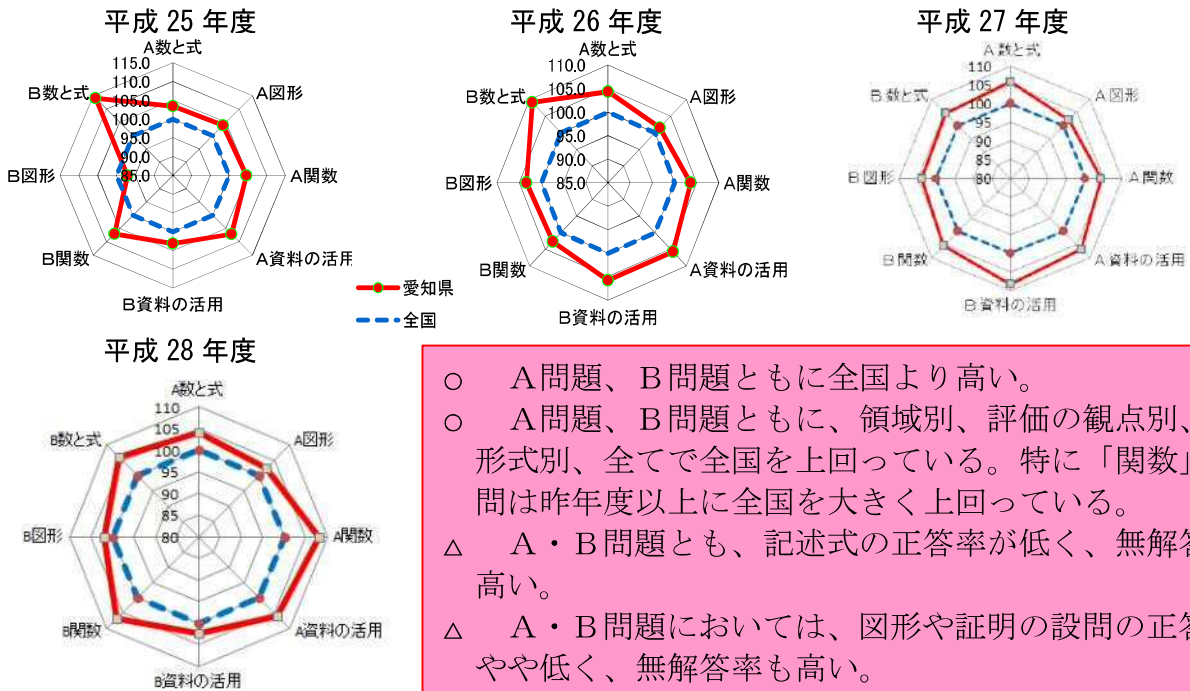 平成 25 年度
A数と式
115.0
110.0
105.0
100.0
95.0
90.0
85.0
A図形
A関数
A資料の活用
B資料の活用
B関数
B図形
B数と式
平成 26 年度
A数と式
110.0
105.0
100.0
95.0
90.0
85.0
A図形
A関数
A資料の活用
B資料の活用
B関数
B図形
B数と式
愛知県
全国
平成 27 年度
A数と式
110
105
100
95
90
85
80
A図形
A関数
A資料の活用
B資料の活用
B関数
B図形
B数と式
平成 28 年度
A数と式
110
105
100
95
90
85
80
A図形
A関数
A資料の活用
B資料の活用
B関数
B図形
B数と式
○　A問題、B問題ともに全国より高い。
○　A問題、B問題ともに、領域別、評価の観点別、
形式別、全てで全国を上回っている。特に「関数」
問は昨年度以上に全国を大きく上回っている。
△　A・B問題とも、記述式の正答率が低く、無解答
高い。
△　A・B問題においては、図形や証明の設問の正答
やや低く、無解答率も高い。